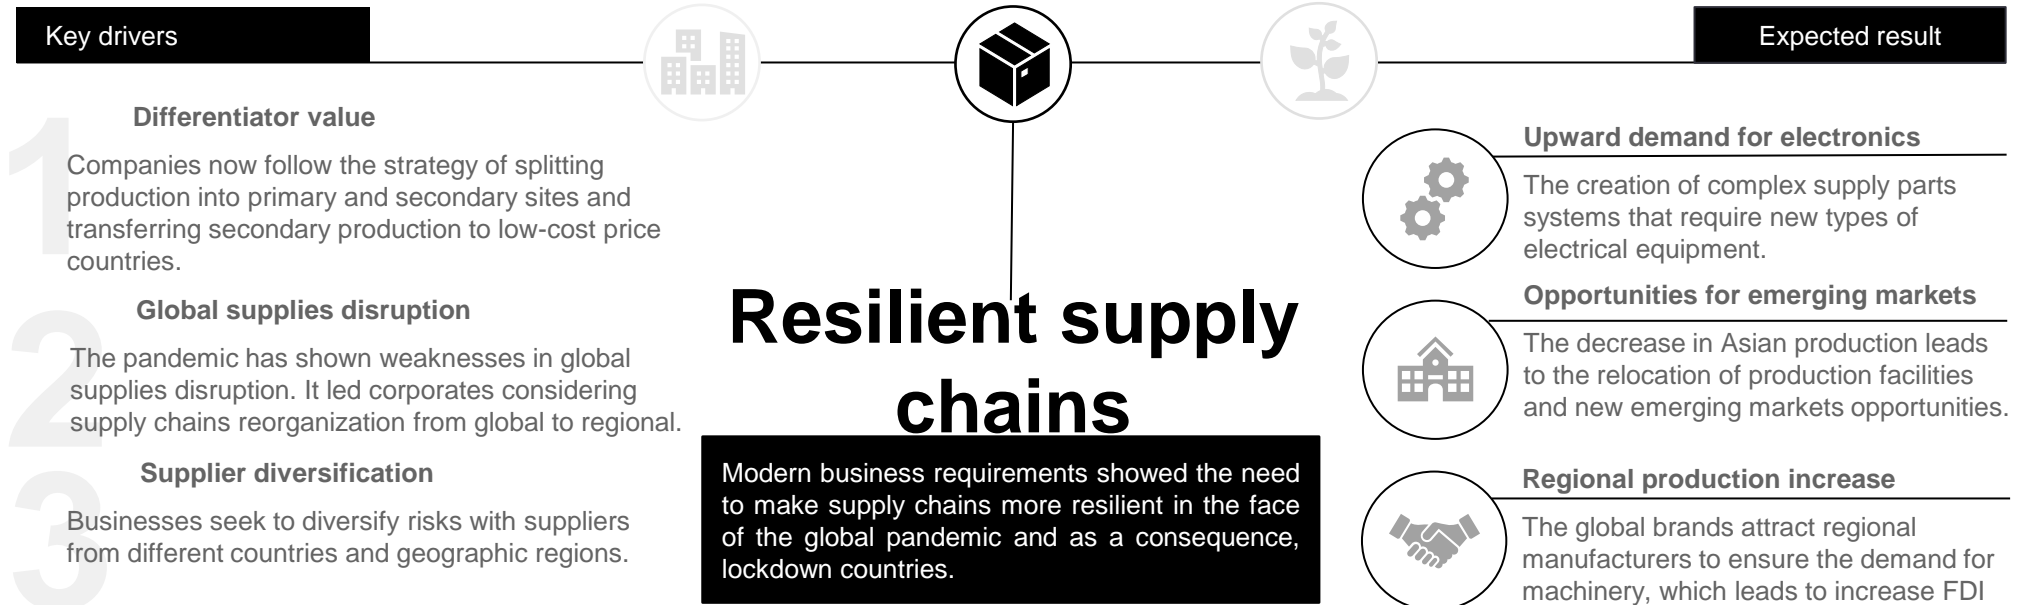 Key drivers
Expected result
1
Differentiator value
Companies now follow the strategy of splitting
production into primary and secondary sites and
transferring secondary production to low-cost price
countries.
2
Global supplies disruption
The pandemic has shown weaknesses in global
supplies disruption. It led corporates considering
supply chains reorganization from global to regional.
3
Supplier diversification
Businesses seek to diversify risks with suppliers
from different countries and geographic regions.
Resilient supply
chains
Modern business requirements showed the need
to make supply chains more resilient in the face
of the global pandemic and as a consequence,
lockdown countries.
Upward demand for electronics
The creation of complex supply parts
systems that require new types of
electrical equipment.
Opportunities for emerging markets
The decrease in Asian production leads
to the relocation of production facilities
and new emerging markets opportunities.
Regional production increase
The global brands attract regional
manufacturers to ensure the demand for
machinery, which leads to increase FDI